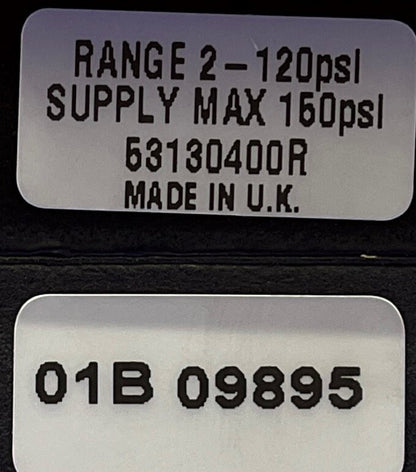 RANGE 2-120psI
SUPPLY MAX 150psI
53130400R
MADE IN U.K.
01B 09895